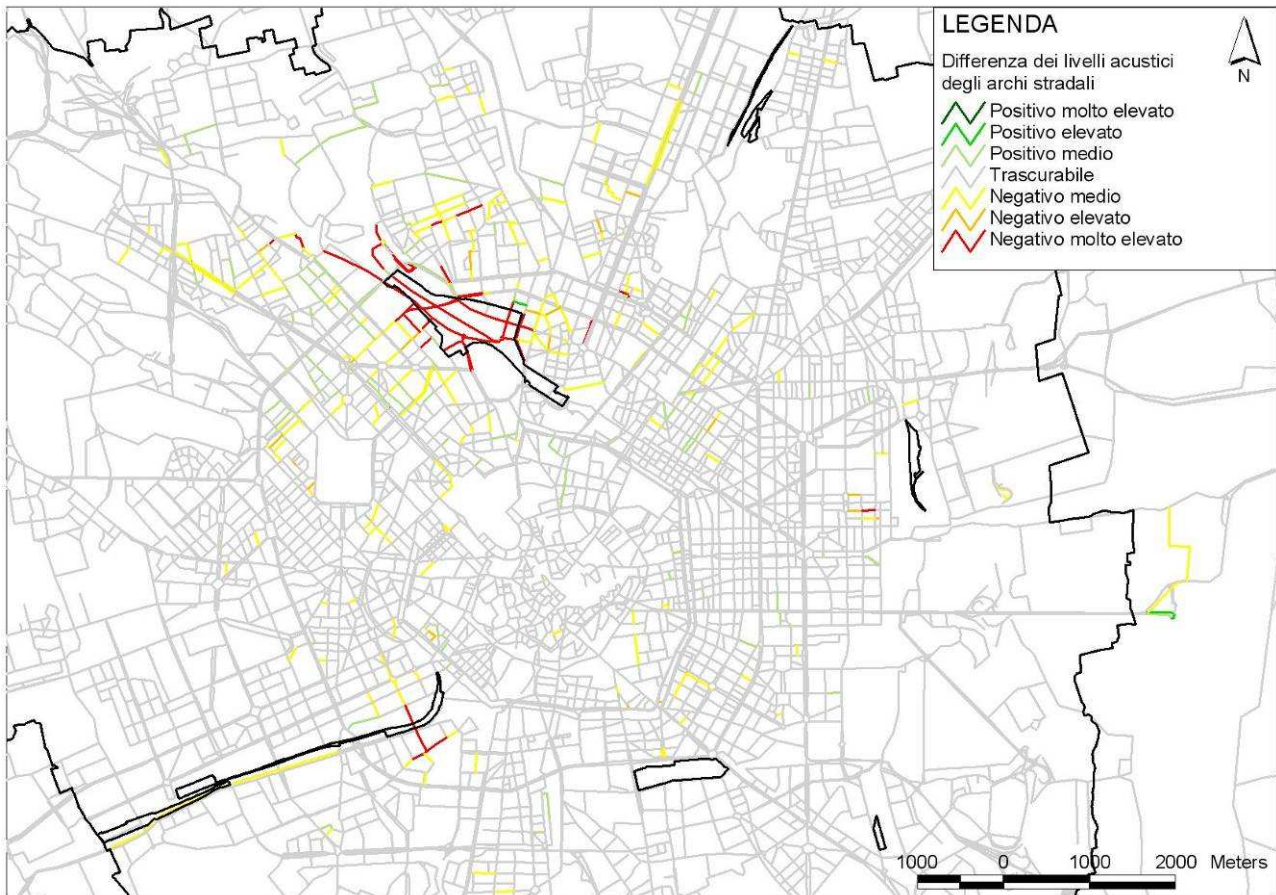 LEGENDA
Differenza dei livelli acustici
degli archi stradali
Positivo molto elevato
Positivo elevato
Positivo medio
Trascurabile
Negativo medio
Negativo elevato
Negativo molto elevato
N
1000 0 1000 2000 Meters